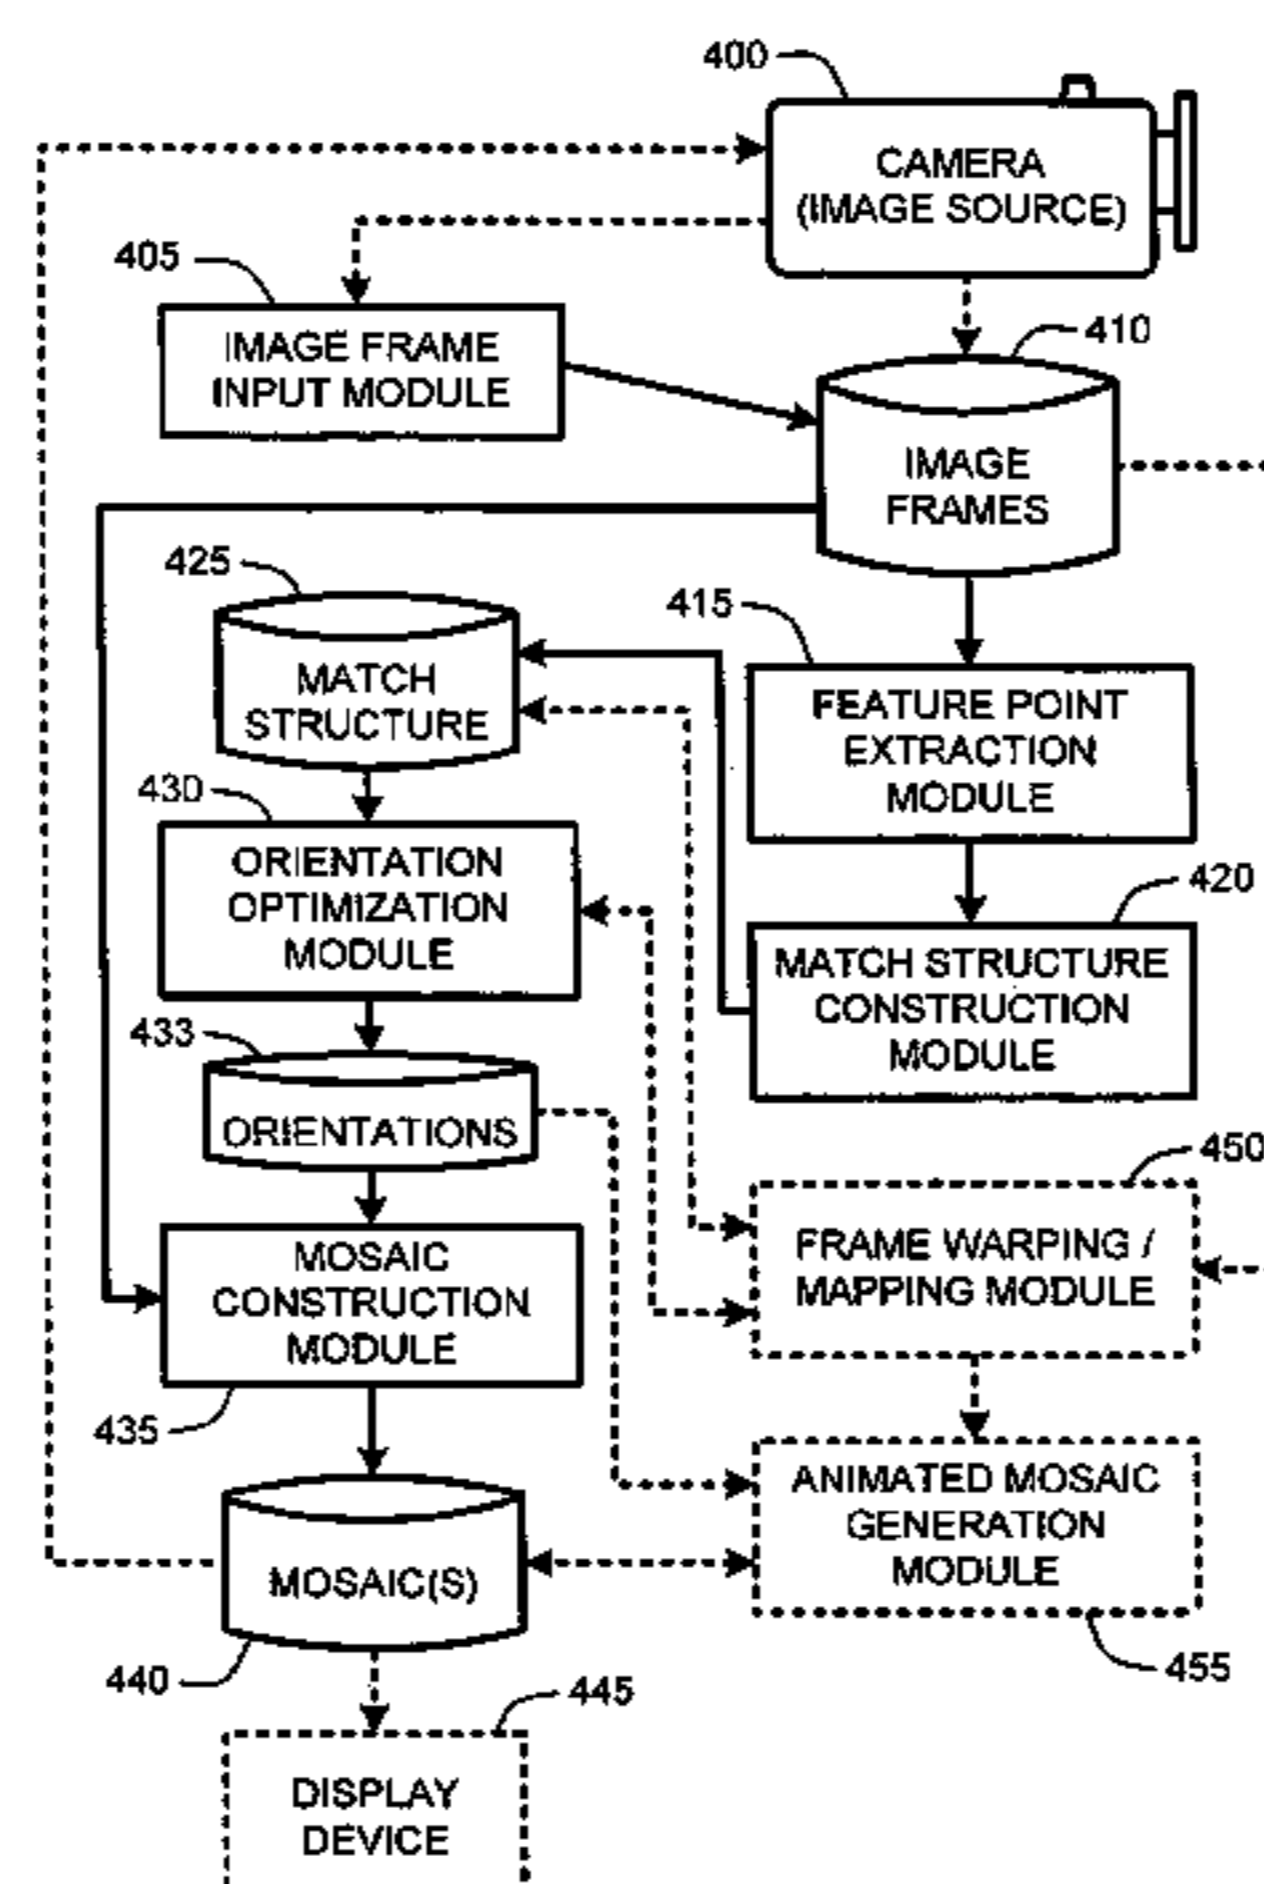 400
CAMERA
(IMAGE SOURCE)
405
IMAGE FRAME
INPUT MODULE
410
IMAGE
FRAMES
425
MATCH
STRUCTURE
415
FEATURE POINT
EXTRACTION
MODULE
430
ORIENTATION
OPTIMIZATION
MODULE
420
MATCH STRUCTURE
CONSTRUCTION
MODULE
433
ORIENTATIONS
450
FRAME WARPING /
MAPPING MODULE
MOSAIC
CONSTRUCTION
MODULE
435
ANIMATED MOSAIC
GENERATION
MODULE
455
MOSAIC(S)
440
445
DISPLAY
DEVICE